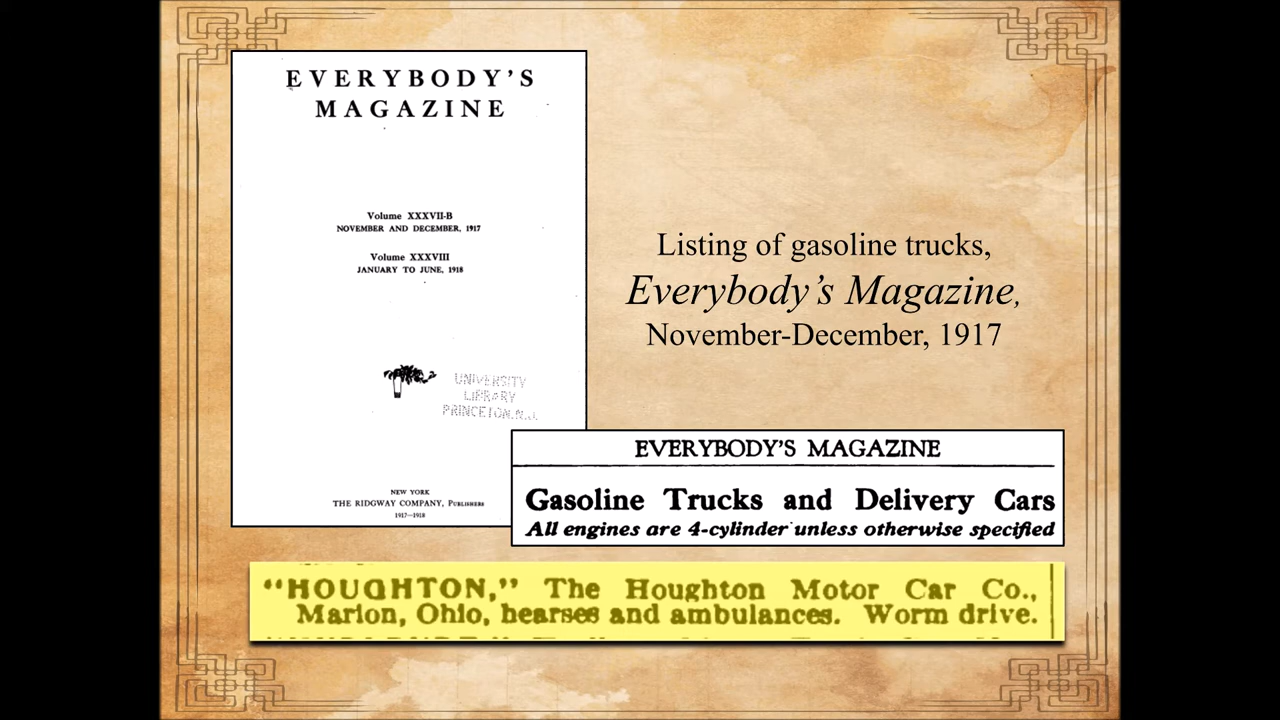 EVERYBODY'S
MAGAZINE
Volume XXXVII-B
NOVEMBER AND DECEMBER, 1917
Volume XXXVIII
JANUARY TO JUNE, 1918
UNIVERSITY
LIBRARY
PRINCETON, N.J.
NEW YORK
THE RIDGWAY COMPANY, Publishers
1917—1918
Listing of gasoline trucks,
Everybody's Magazine,
November-December, 1917
EVERYBODY'S MAGAZINE
Gasoline Trucks and Delivery Cars
All engines are 4-cylinder unless otherwise specified
"HOUGHTON," The Houghton Motor Car Co.,
Marion, Ohio, hearses and ambulances. Worm drive.